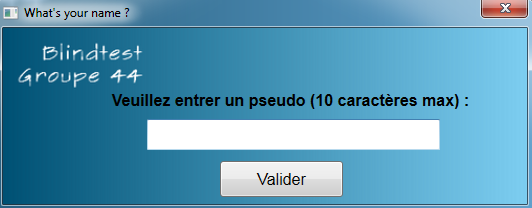 What's your name ?
Blindtest
Groupe 44
Veuillez entrer un pseudo (10 caractères max) :
Valider